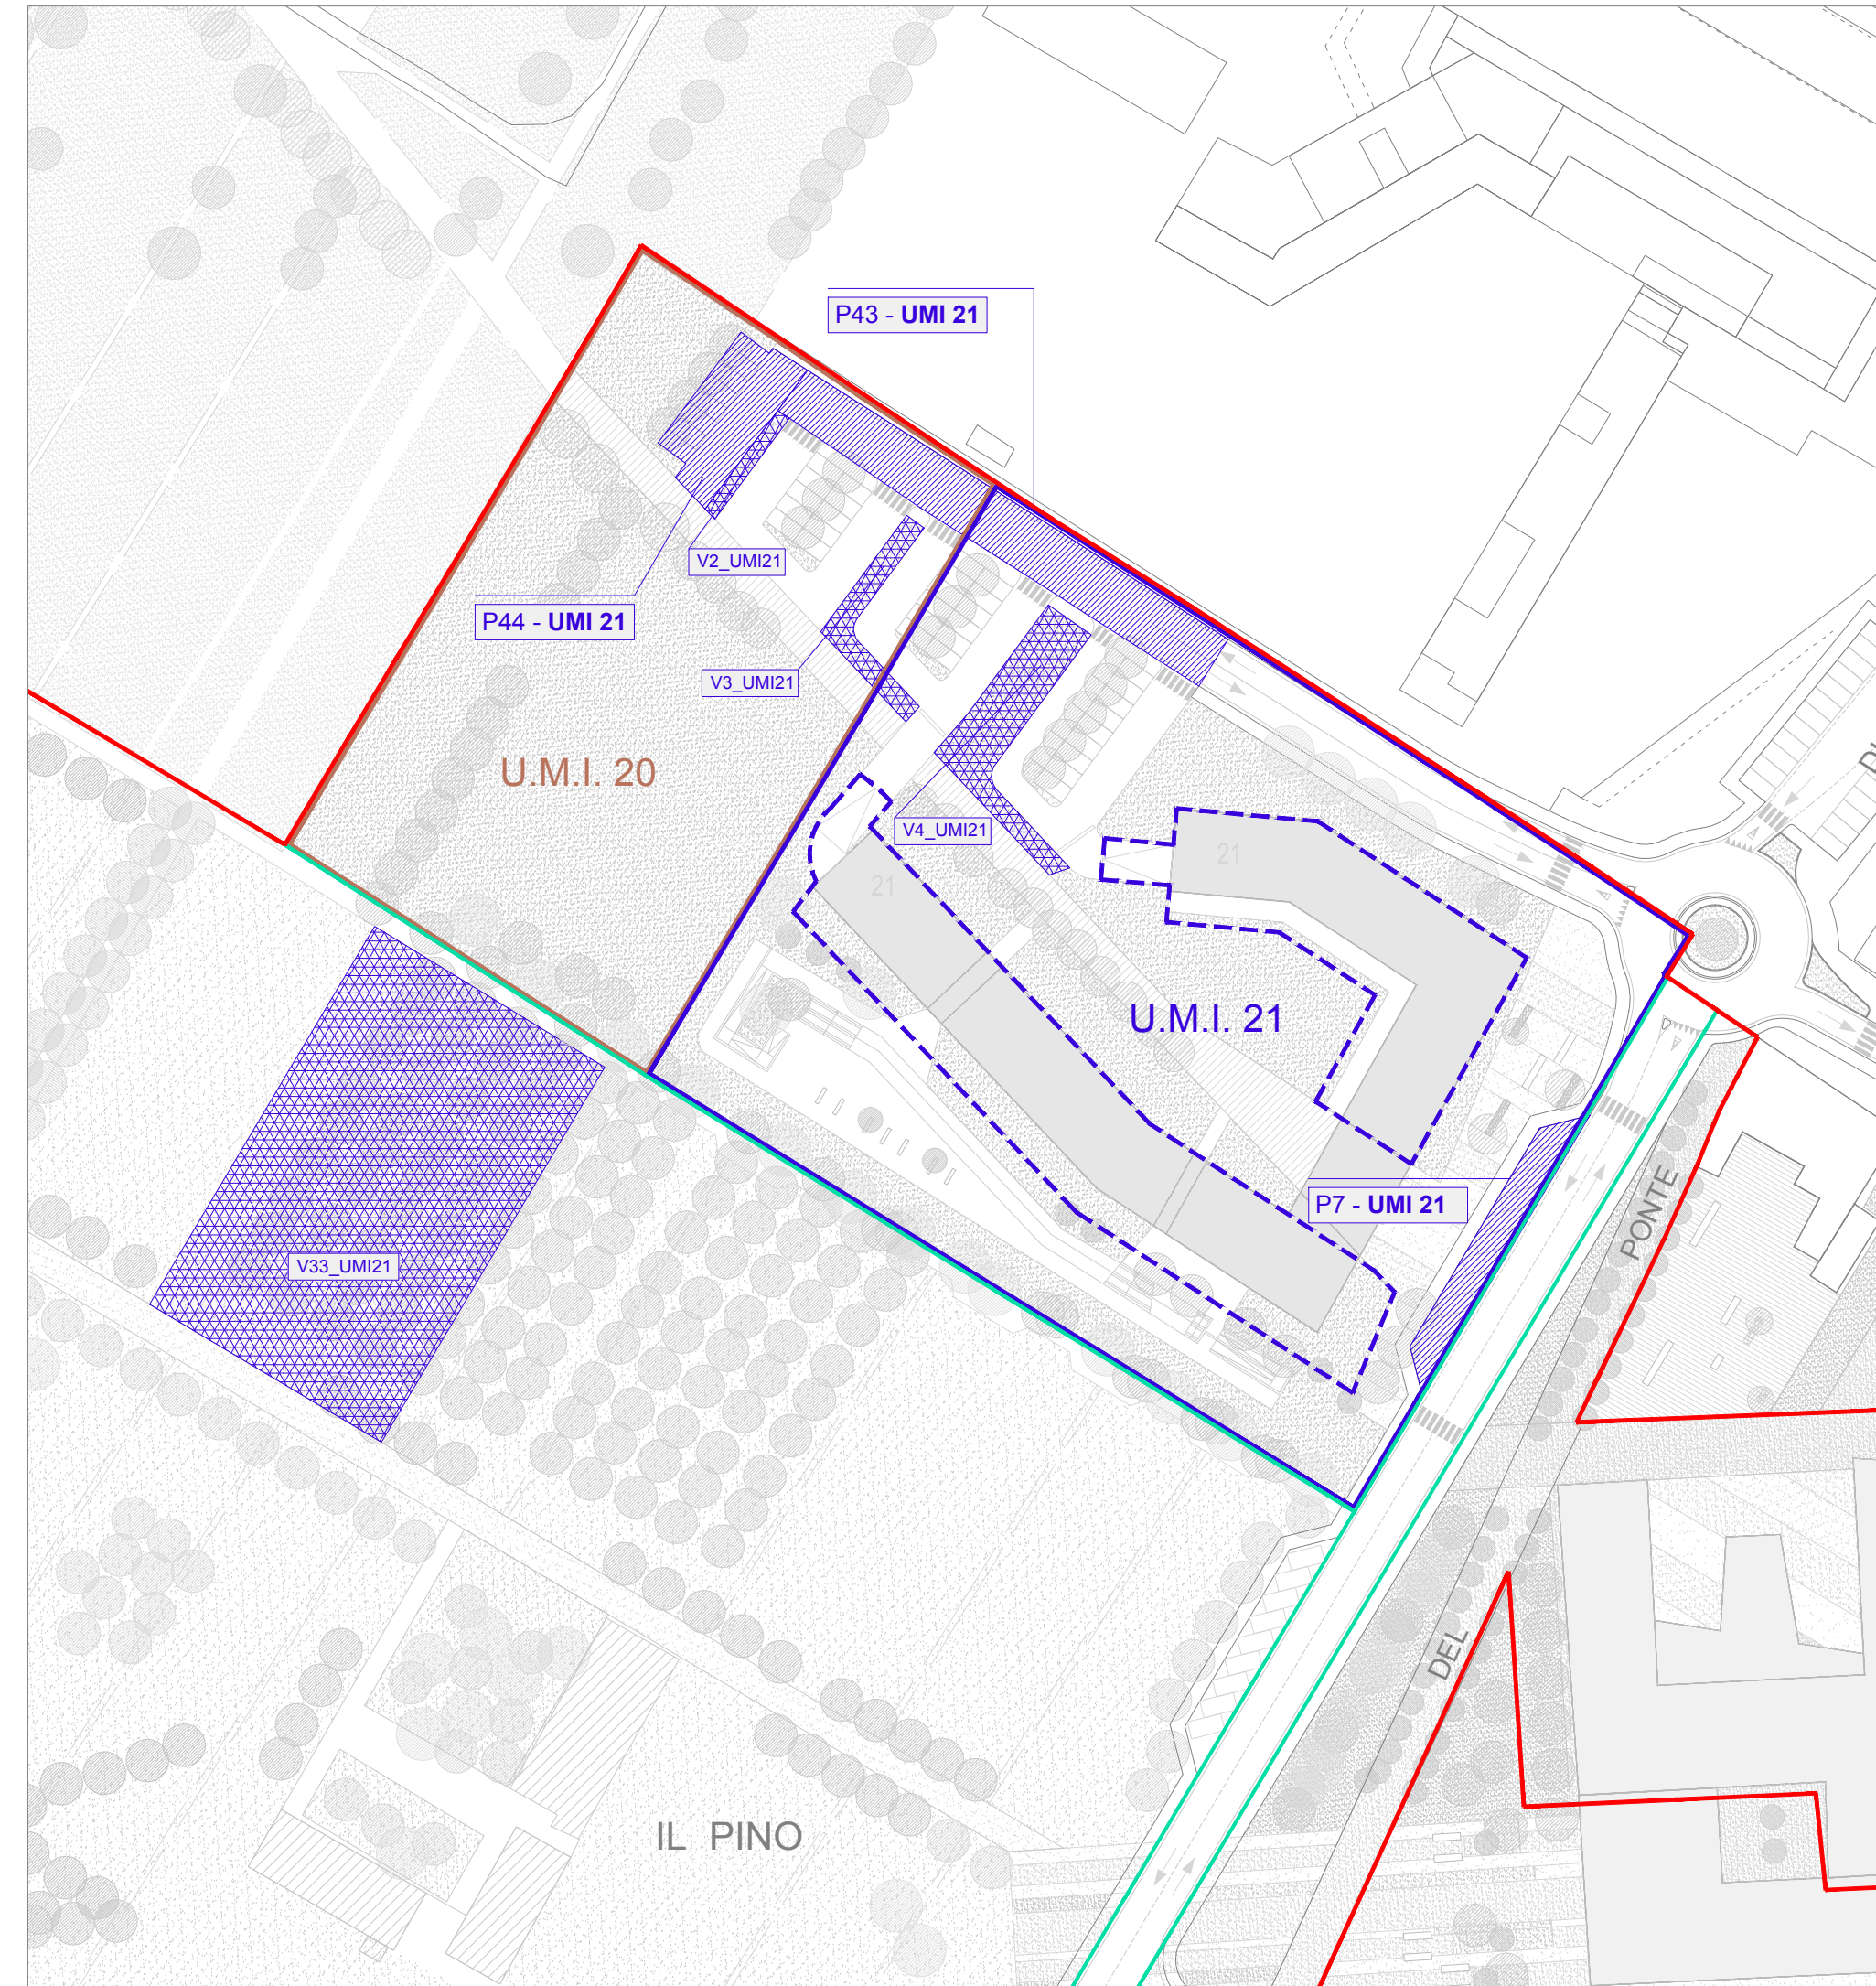 P43 - UMI 21
V2_UMI21
P44 - UMI 21
V3_UMI21
U.M.I. 20
V4_UMI21
21
21
U.M.I. 21
P7 - UMI 21
PONTE
V33_UMI21
DEL
IL PINO